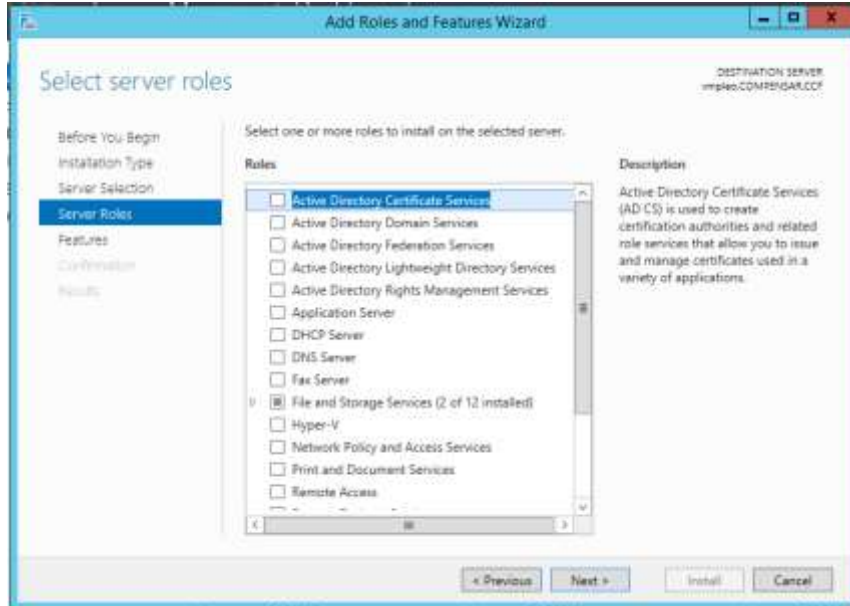 Add Roles and Features Wizard
Select server roles
DESTINATION SERVER
vmpleo.COMPENSAR.CCF
Before You Begin
Installation Type
Server Selection
Server Roles
Features
Confirmation
Results
Select one or more roles to install on the selected server.
Roles
Active Directory Certificate Services
Active Directory Domain Services
Active Directory Federation Services
Active Directory Lightweight Directory Services
Active Directory Rights Management Services
Application Server
DHCP Server
DNS Server
Fax Server
File and Storage Services (2 of 12 installed)
Hyper-V
Network Policy and Access Services
Print and Document Services
Remote Access
Description
Active Directory Certificate Services
(AD CS) is used to create
certification authorities and related
role services that allow you to issue
and manage certificates used in a
variety of applications.
< Previous
Next >
Install
Cancel